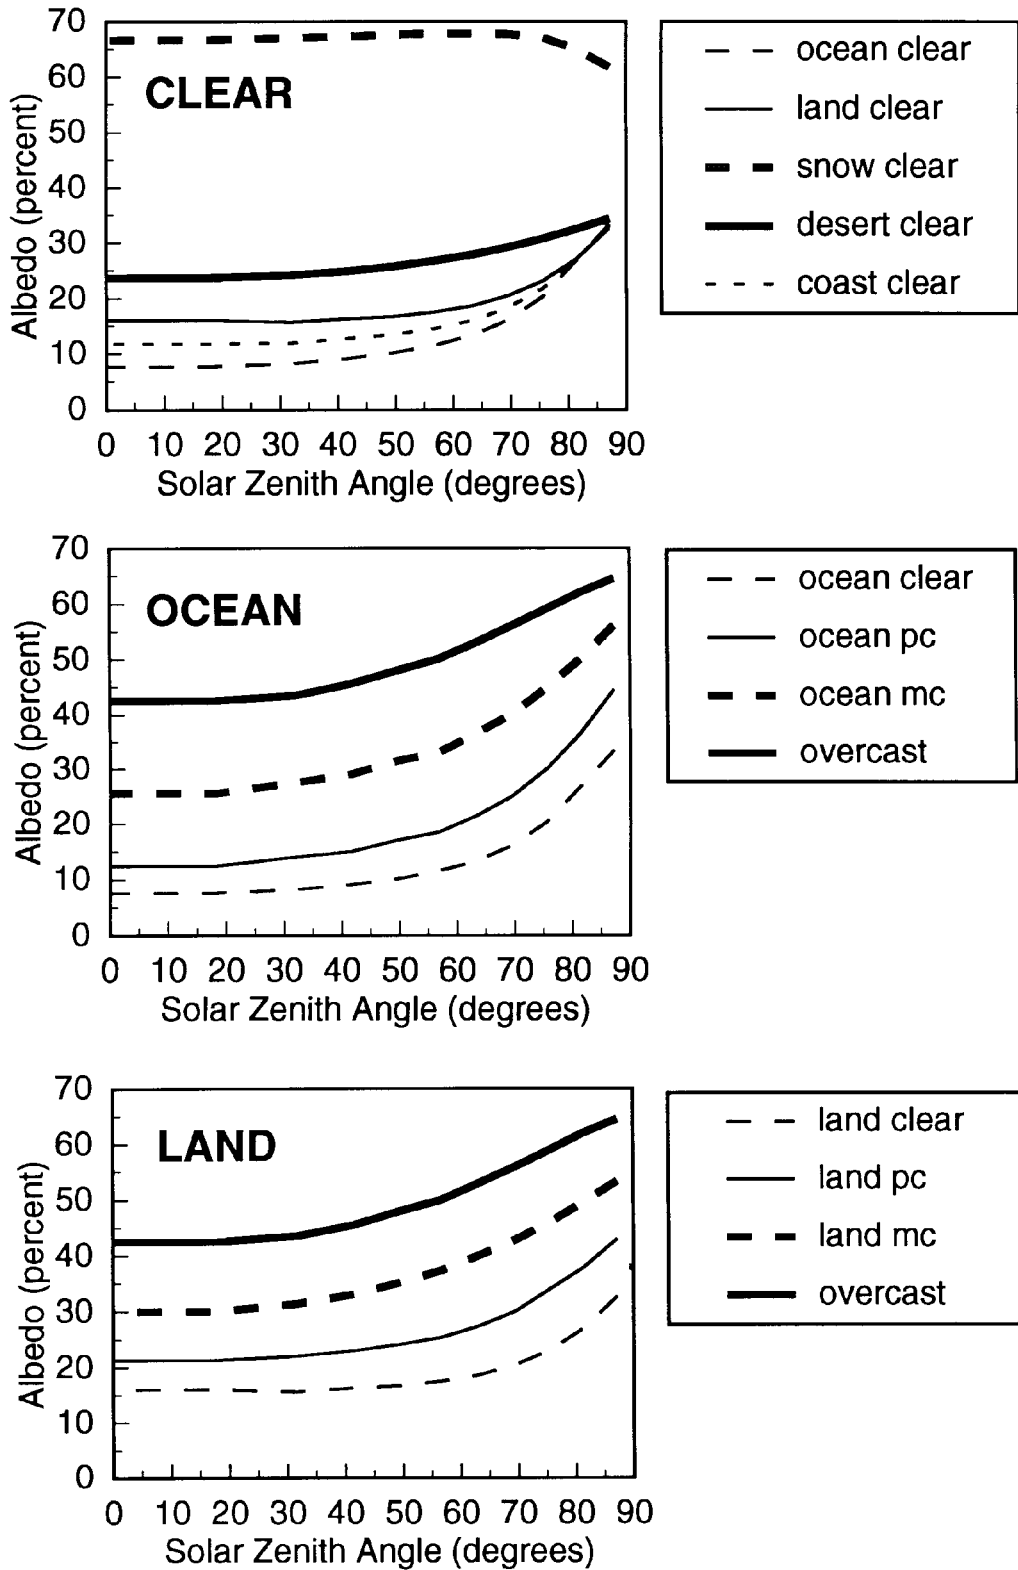 70
60
50
40
30
20
10
0
Albedo (percent)
CLEAR
0 10 20 30 40 50 60 70 80 90
Solar Zenith Angle (degrees)
ocean clear
land clear
snow clear
desert clear
coast clear
70
60
50
40
30
20
10
0
Albedo (percent)
OCEAN
0 10 20 30 40 50 60 70 80 90
Solar Zenith Angle (degrees)
ocean clear
ocean pc
ocean mc
overcast
70
60
50
40
30
20
10
0
Albedo (percent)
LAND
0 10 20 30 40 50 60 70 80 90
Solar Zenith Angle (degrees)
land clear
land pc
land mc
overcast